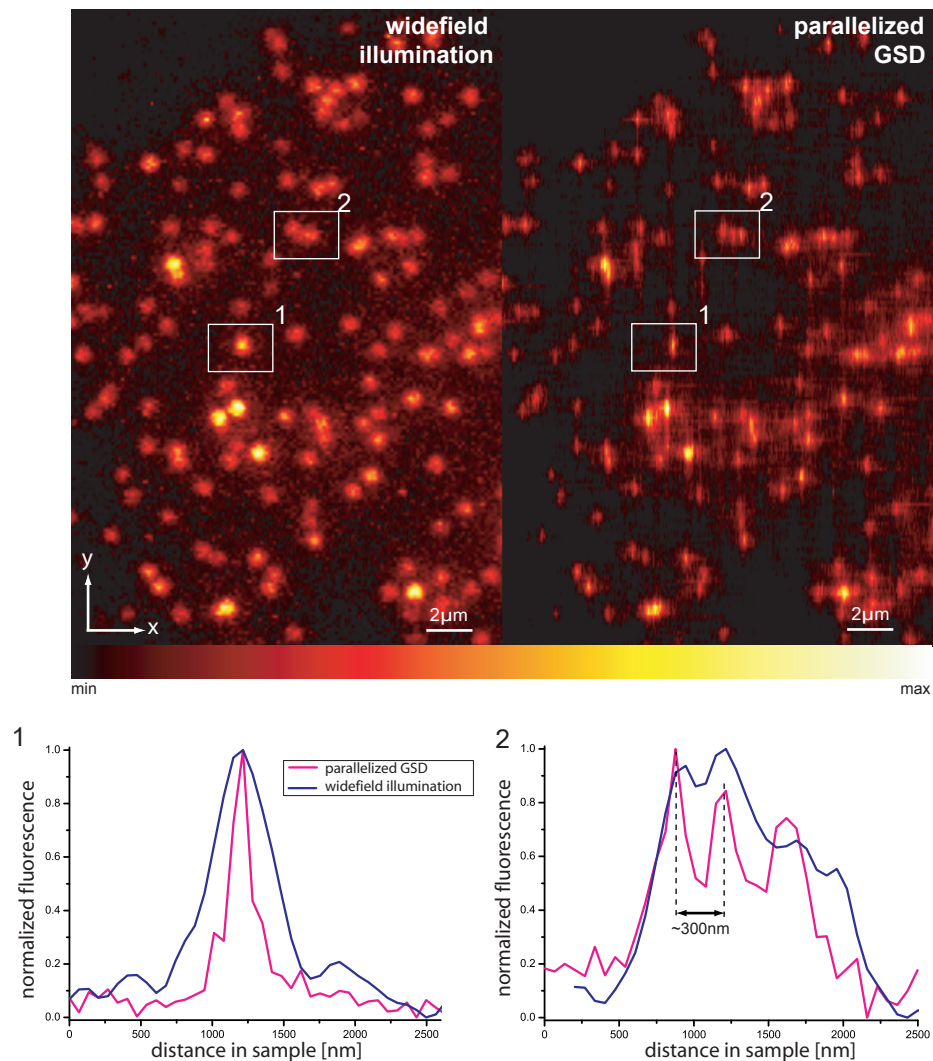 widefield
illumination
parallelized
GSD
2
2
1
1
y
x
2µm
2µm
min
max
1
2
1.0
0.8
0.6
0.4
0.2
0.0
normalized fluorescence
parallelized GSD
widefield illumination
0
500
1000
1500
2000
2500
distance in sample [nm]
1.0
0.8
0.6
0.4
0.2
0.0
normalized fluorescence
~300nm
0
500
1000
1500
2000
2500
distance in sample [nm]